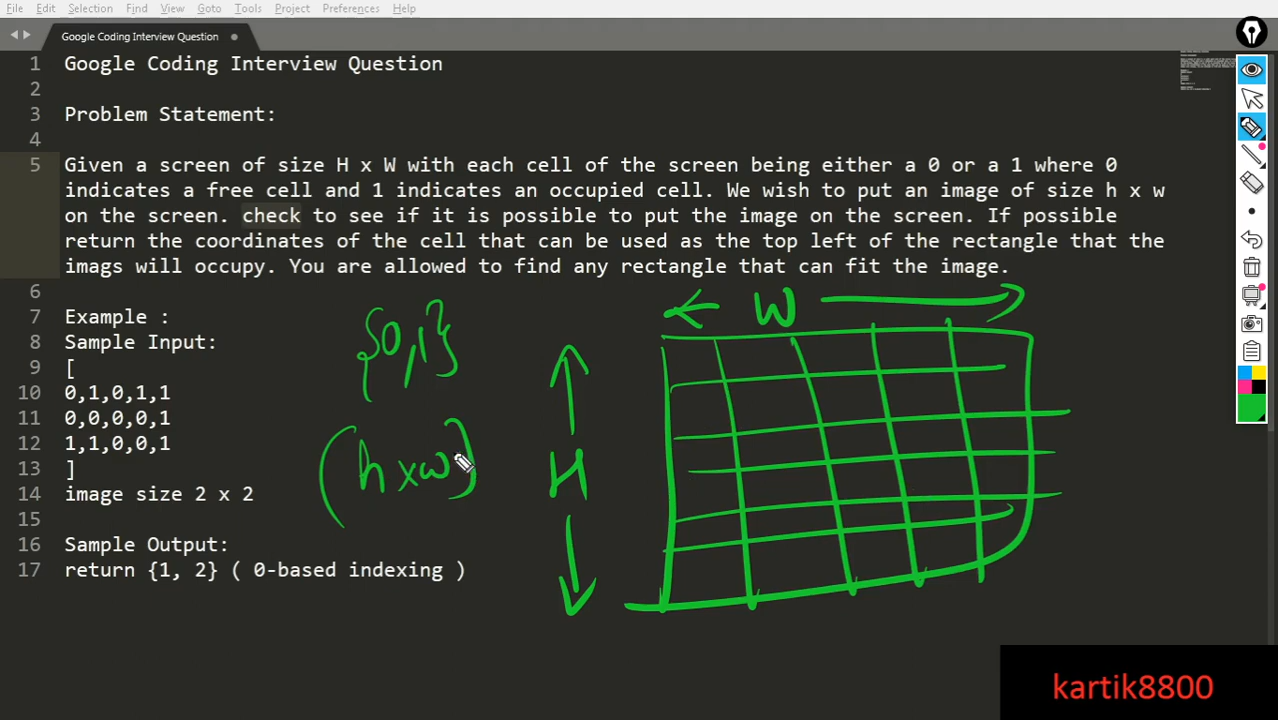 File Edit Selection Find View Goto Tools Project Preferences Help
Google Coding Interview Question
1 Google Coding Interview Question
2
3 Problem Statement:
4
5 Given a screen of size H x W with each cell of the screen being either a 0 or a 1 where 0
indicates a free cell and 1 indicates an occupied cell. We wish to put an image of size h x w
on the screen. check to see if it is possible to put the image on the screen. If possible
return the coordinates of the cell that can be used as the top left of the rectangle that the
imags will occupy. You are allowed to find any rectangle that can fit the image.
6
7 Example :
8 Sample Input:
9 [
10 0,1,0,1,1
11 0,0,0,0,1
12 1,1,0,0,1
13 ]
14 image size 2 x 2
15
16 Sample Output:
17 return {1, 2} ( 0-based indexing )
{0,1}
(h x w)
W
H
kartik8800